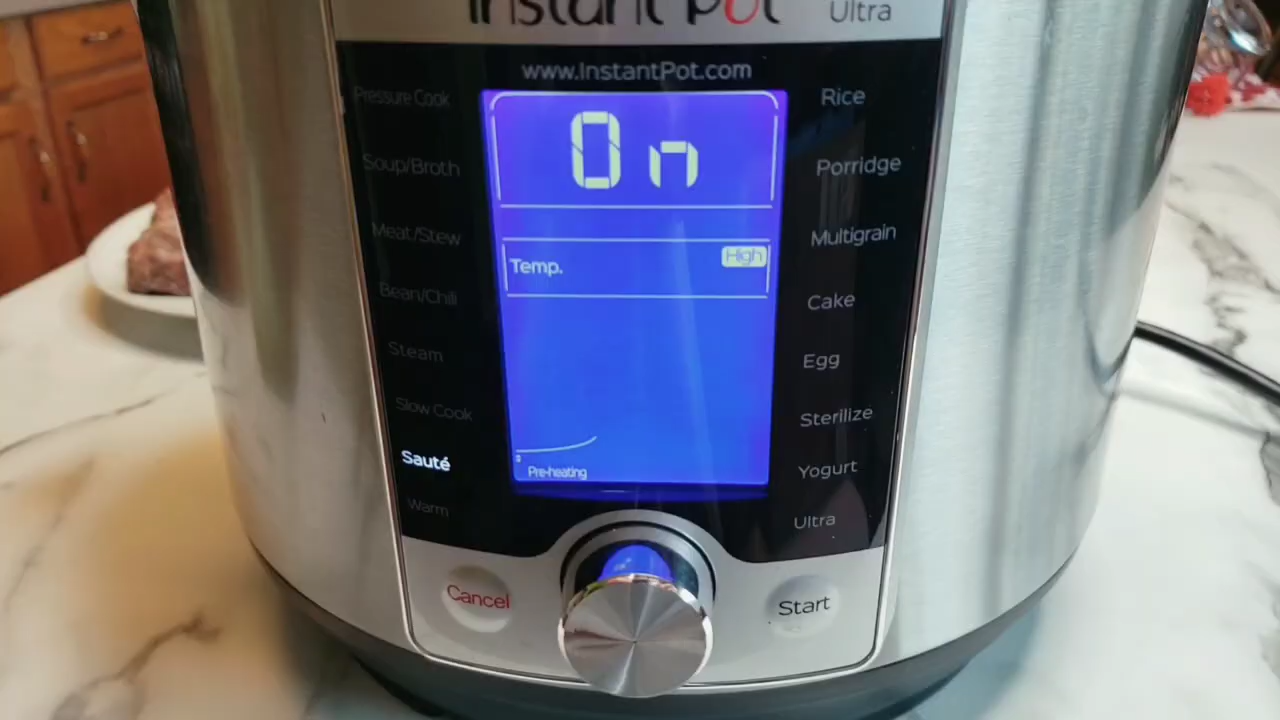 Instant Pot
Ultra
www.InstantPot.com
Pressure Cook
Soup/Broth
Meat/Stew
Bean/Chili
Steam
Slow Cook
Sauté
Warm
On
Temp.
High
Pre-heating
Rice
Porridge
Multigrain
Cake
Egg
Sterilize
Yogurt
Ultra
Cancel
Start